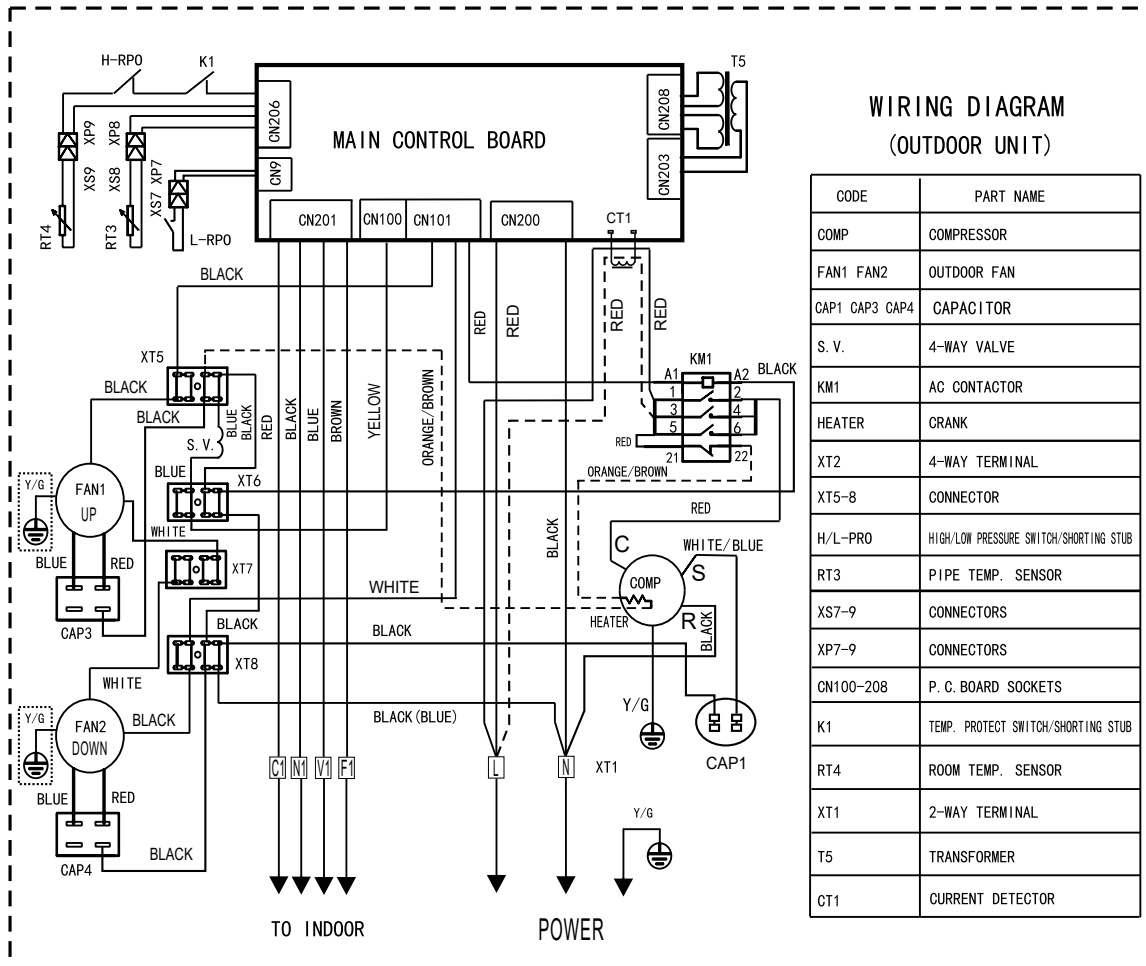 H-RPO
K1
T5
CN206
CN208
MAIN CONTROL BOARD
XP9
XP8
XS9
XS8
XS7 XP7
CN9
CN203
CN201
CN100
CN101
CN200
CT1
RT4
RT3
L-RPO
BLACK
RED
RED
RED
RED
XT5
KM1
A1
A2
BLACK
1
2
3
4
5
6
RED
21
22
BLACK
BLACK
BLUE
BLACK
RED
BLACK
BLUE
BROWN
YELLOW
ORANGE/BROWN
S.V.
BLUE
XT6
ORANGE/BROWN
Y/G
FAN1
UP
WHITE
RED
BLACK
C
WHITE/BLUE
S
BLUE
RED
XT7
COMP
WHITE
HEATER
R
BLACK
CAP3
BLACK
BLACK
XT8
WHITE
Y/G
Y/G
FAN2
DOWN
BLACK
BLACK(BLUE)
CAP1
C1
N1
V1
F1
L
N
XT1
BLUE
RED
Y/G
BLACK
CAP4
TO INDOOR
POWER
WIRING DIAGRAM
(OUTDOOR UNIT)
CODE PART NAME
COMP COMPRESSOR
FAN1 FAN2 OUTDOOR FAN
CAP1 CAP3 CAP4 CAPACITOR
S.V. 4-WAY VALVE
KM1 AC CONTACTOR
HEATER CRANK
XT2 4-WAY TERMINAL
XT5-8 CONNECTOR
H/L-PRO HIGH/LOW PRESSURE SWITCH/SHORTING STUB
RT3 PIPE TEMP. SENSOR
XS7-9 CONNECTORS
XP7-9 CONNECTORS
CN100-208 P.C.BOARD SOCKETS
K1 TEMP. PROTECT SWITCH/SHORTING STUB
RT4 ROOM TEMP. SENSOR
XT1 2-WAY TERMINAL
T5 TRANSFORMER
CT1 CURRENT DETECTOR